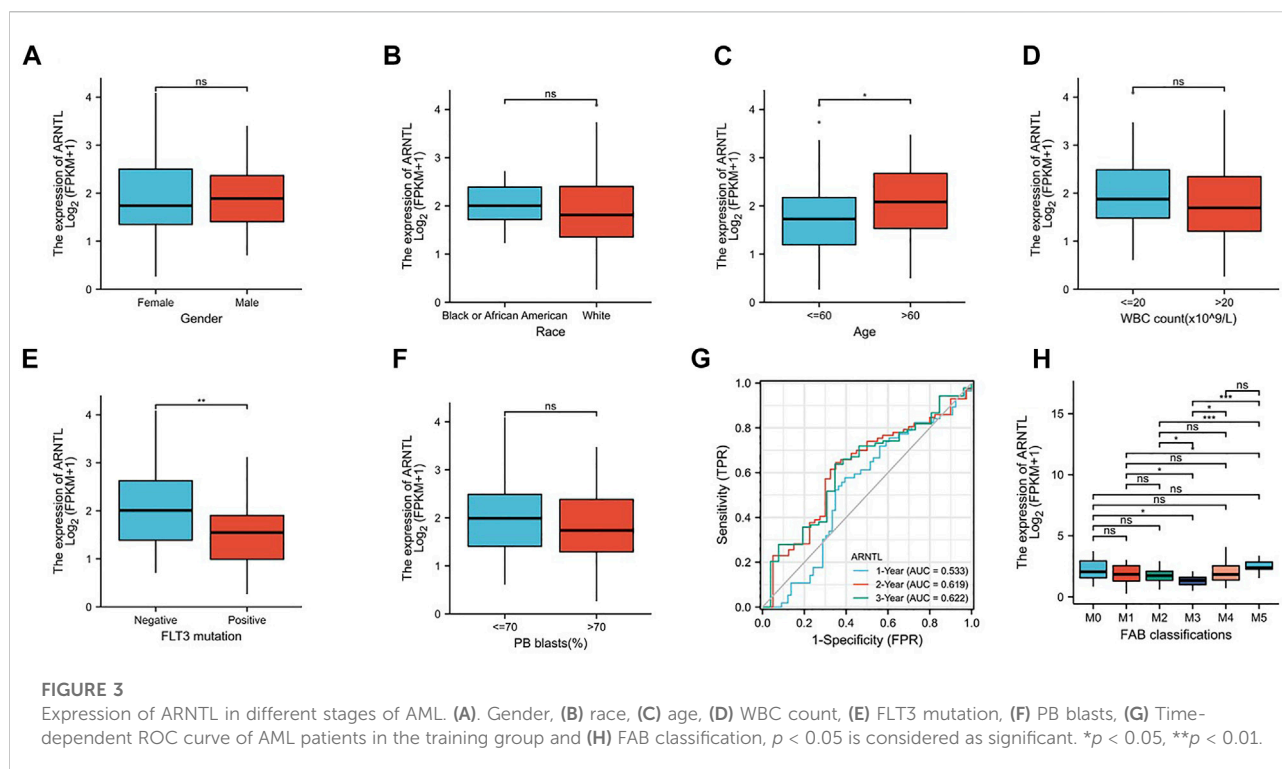 A
The expression of ARNTL
Log2 (FPKM+1)
4
3
2
1
0
ns
Female
Male
Gender
B
The expression of ARNTL
Log2 (FPKM+1)
4
3
2
1
0
ns
Black or African American
White
Race
C
The expression of ARNTL
Log2 (FPKM+1)
4
3
2
1
0
*
<=60
>60
Age
D
The expression of ARNTL
Log2 (FPKM+1)
4
3
2
1
0
ns
<=20
>20
WBC count(x10^9/L)
E
The expression of ARNTL
Log2 (FPKM+1)
4
3
2
1
0
**
Negative
Positive
FLT3 mutation
F
The expression of ARNTL
Log2 (FPKM+1)
4
3
2
1
0
ns
<=70
>70
PB blasts(%)
G
Sensitivity (TPR)
1.0
0.8
0.6
0.4
0.2
0.0
ARNTL
1-Year (AUC = 0.533)
2-Year (AUC = 0.619)
3-Year (AUC = 0.622)
0.0 0.2 0.4 0.6 0.8 1.0
1-Specificity (FPR)
H
The expression of ARNTL
Log2 (FPKM+1)
15
10
5
0
ns
***
*
***
ns
*
*
ns
*
ns
ns
ns
*
ns
ns
M0 M1 M2 M3 M4 M5
FAB classifications
FIGURE 3
Expression of ARNTL in different stages of AML. (A). Gender, (B) race, (C) age, (D) WBC count, (E) FLT3 mutation, (F) PB blasts, (G) Time-
dependent ROC curve of AML patients in the training group and (H) FAB classification, p < 0.05 is considered as significant. *p < 0.05, **p < 0.01.